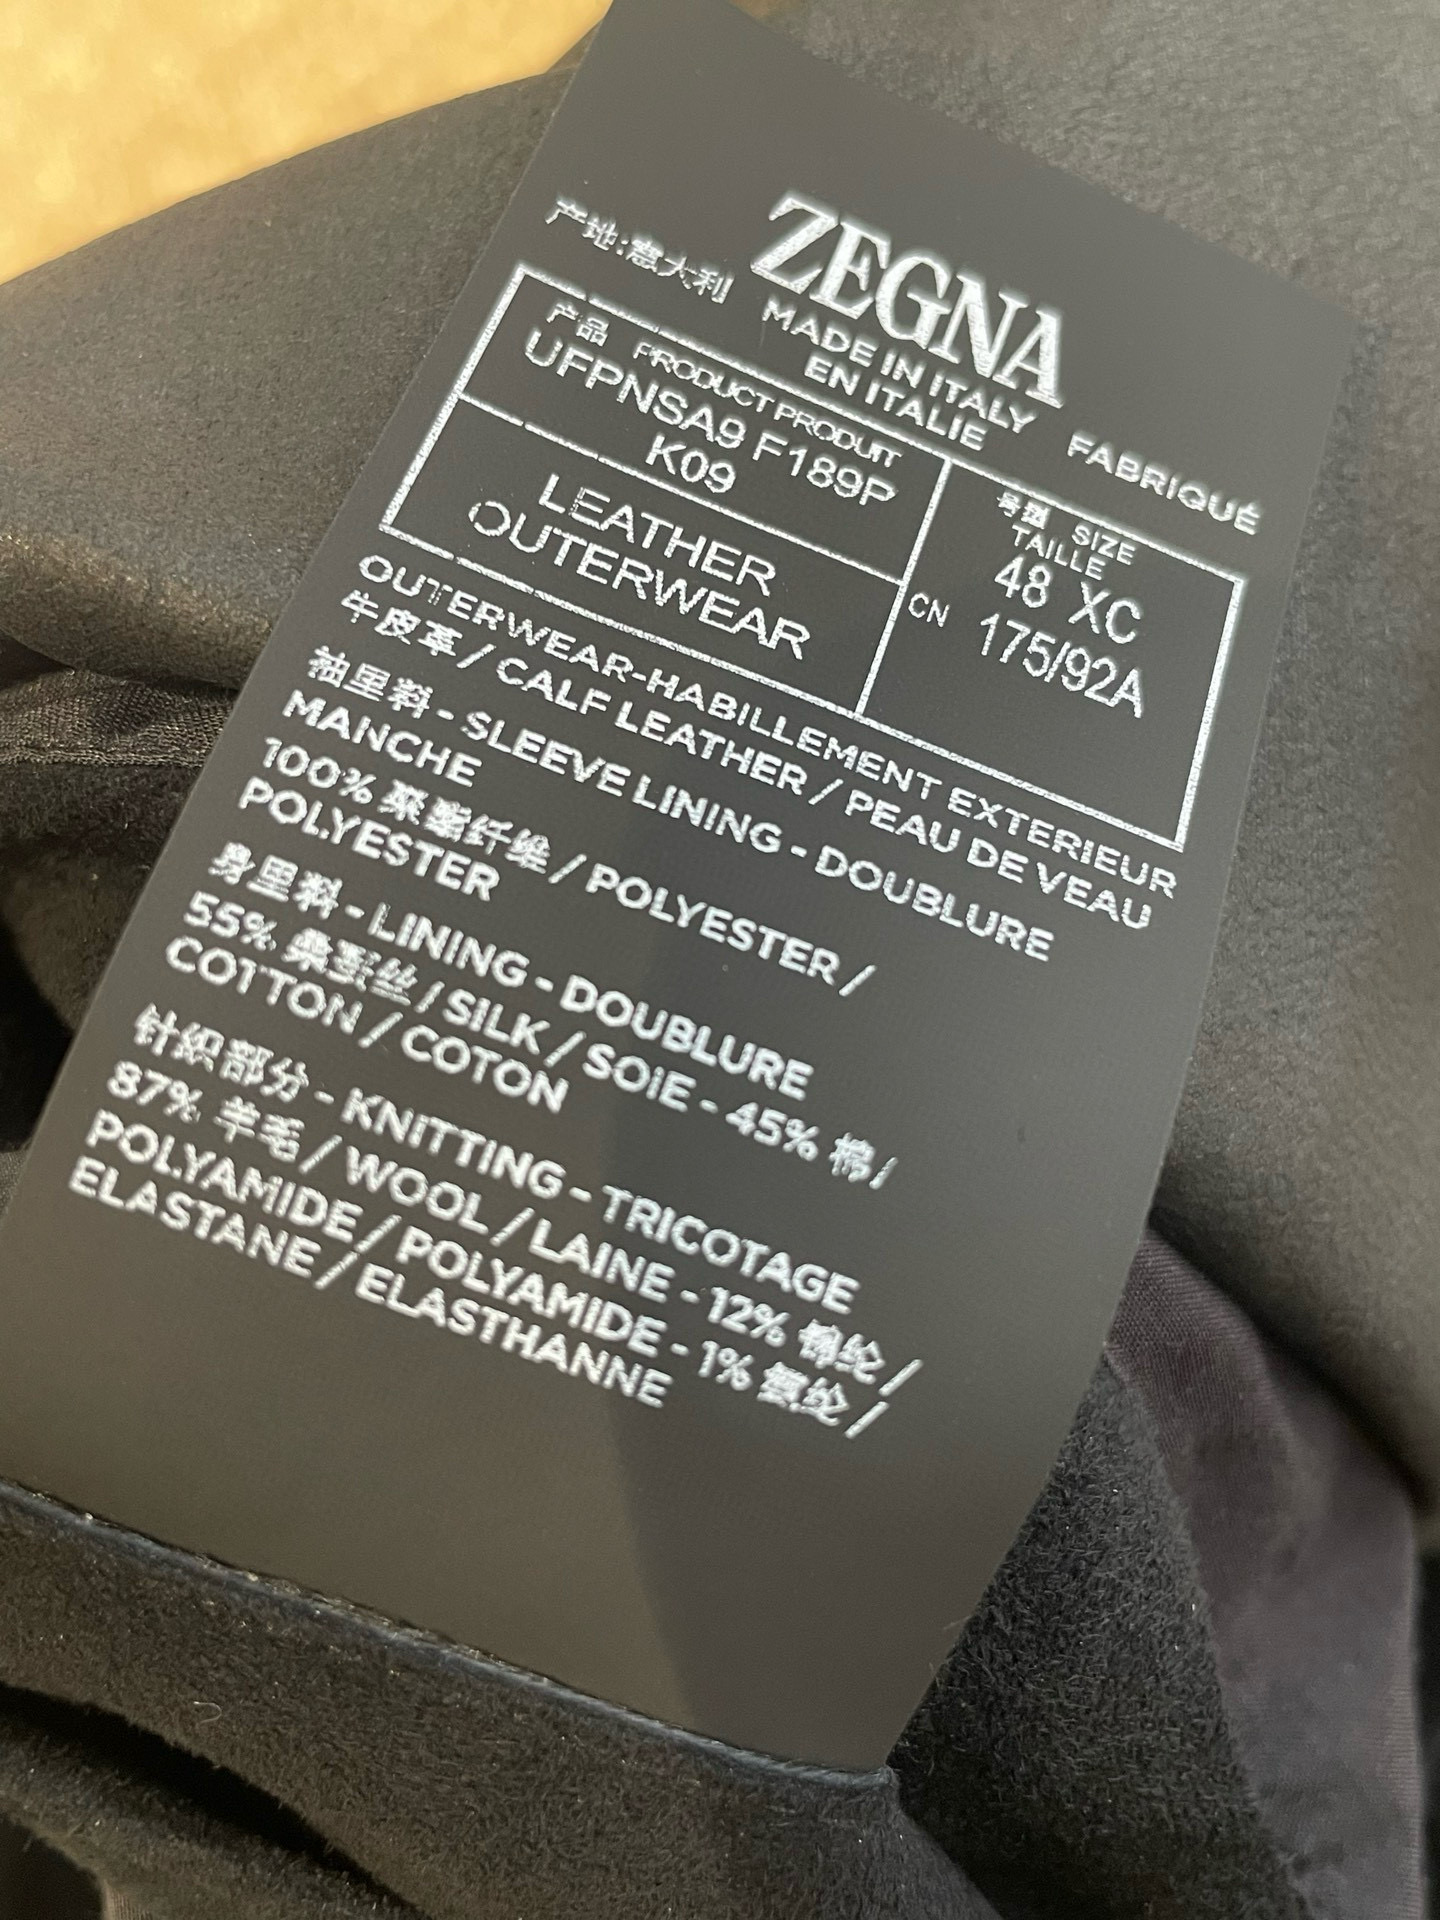 ZEGNA
产地:意大利 MADE IN ITALY FABRIQUÉ
EN ITALIE
产品 PRODUCT PRODUIT
UFPNSA9 F189P
K09
号型 SIZE
TAILLE
48 XC
CN 175/92A
LEATHER
OUTERWEAR
OUTERWEAR-HABILLEMENT EXTERIEUR
牛皮革 / CALF LEATHER / PEAU DE VEAU
袖里料 - SLEEVE LINING - DOUBLURE
MANCHE
100% 聚酯纤维 / POLYESTER /
POLYESTER
身里料 - LINING - DOUBLURE
55% 桑蚕丝 / SILK / SOIE - 45% 棉 /
COTTON / COTON
针织部分 - KNITTING - TRICOTAGE
87% 羊毛 / WOOL / LAINE - 12% 锦纶 /
POLYAMIDE / POLYAMIDE - 1% 氨纶 /
ELASTANE / ELASTHANNE